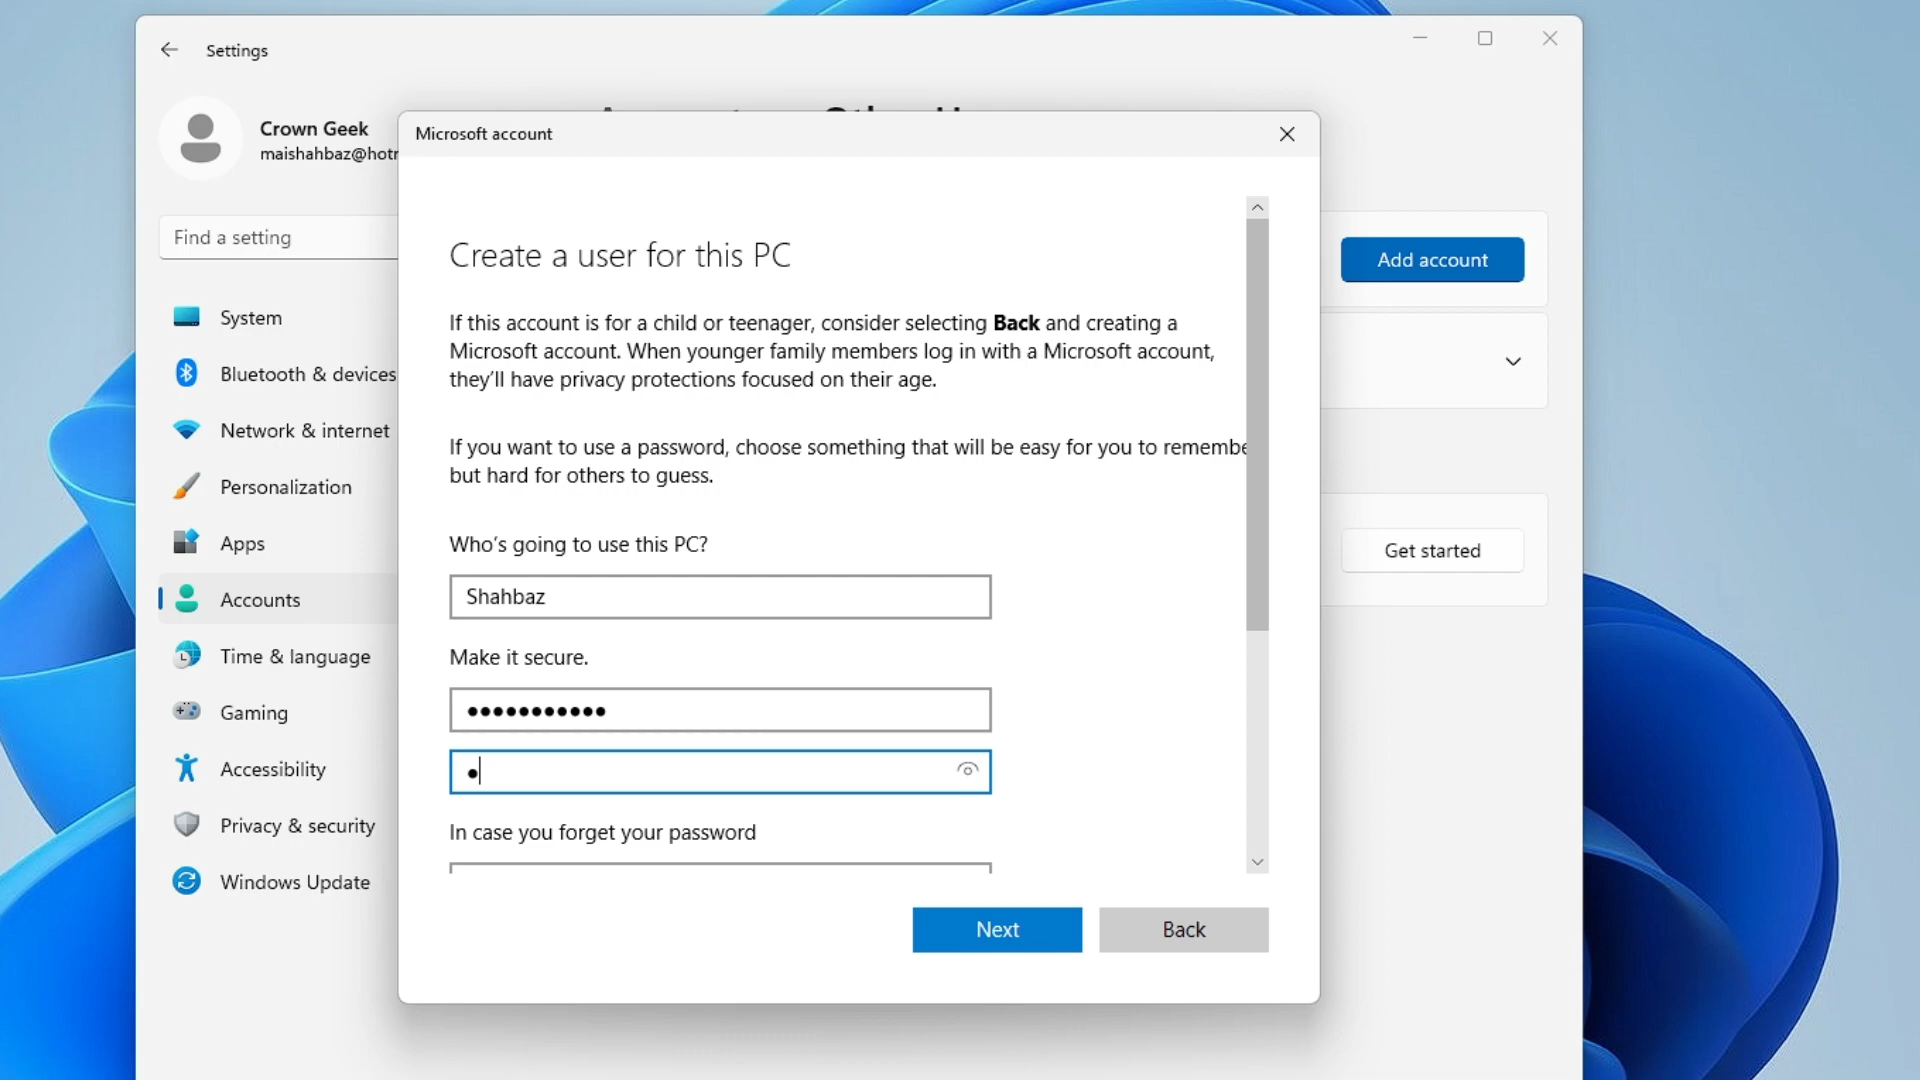 Settings
Crown Geek
maishahbaz@hot
Find a setting
System
Bluetooth & devices
Network & internet
Personalization
Apps
Accounts
Time & language
Gaming
Accessibility
Privacy & security
Windows Update
Microsoft account
Create a user for this PC
If this account is for a child or teenager, consider selecting Back and creating a
Microsoft account. When younger family members log in with a Microsoft account,
they'll have privacy protections focused on their age.
If you want to use a password, choose something that will be easy for you to remembe
but hard for others to guess.
Who's going to use this PC?
Shahbaz
Make it secure.
●●●●●●●●●●●
●
In case you forget your password
Next
Back
Add account
Get started